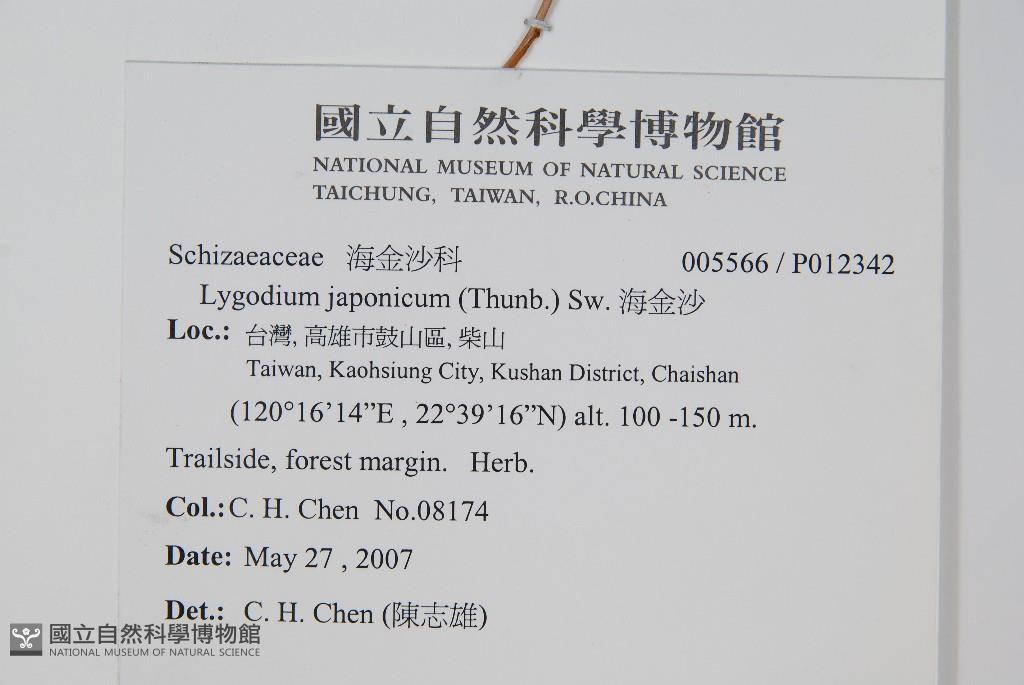 國立自然科學博物館
NATIONAL MUSEUM OF NATURAL SCIENCE
TAICHUNG, TAIWAN, R.O.CHINA
Schizaeaceae 海金沙科 005566 / P012342
Lygodium japonicum (Thunb.) Sw. 海金沙
Loc.: 台灣, 高雄市鼓山區, 柴山
Taiwan, Kaohsiung City, Kushan District, Chaishan
(120°16’14”E , 22°39’16”N) alt. 100 -150 m.
Trailside, forest margin. Herb.
Col.: C. H. Chen No.08174
Date: May 27 , 2007
Det.: C. H. Chen (陳志雄)
國立自然科學博物館
NATIONAL MUSEUM OF NATURAL SCIENCE